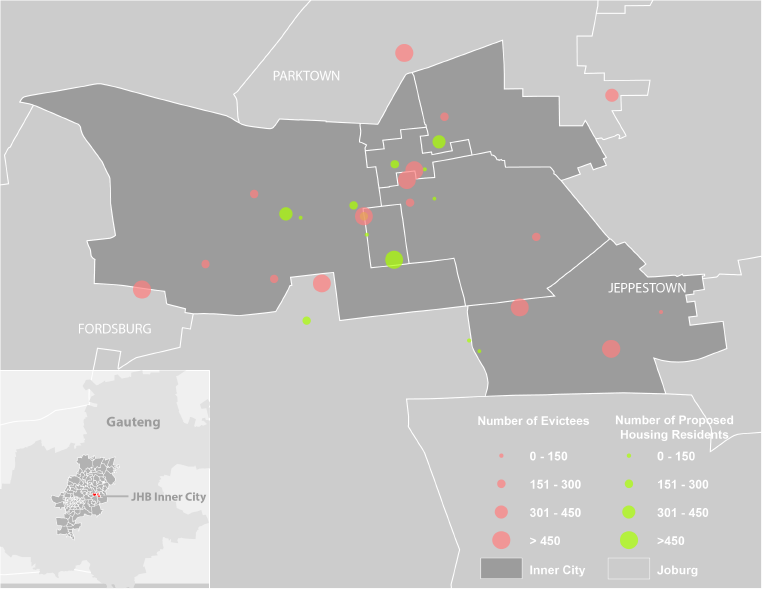 PARKTOWN
JEPPESTOWN
FORDSBURG
Gauteng
JHB Inner City
Number of Evictees
0 - 150
151 - 300
301 - 450
> 450
Inner City
Number of Proposed
Housing Residents
0 - 150
151 - 300
301 - 450
>450
Joburg